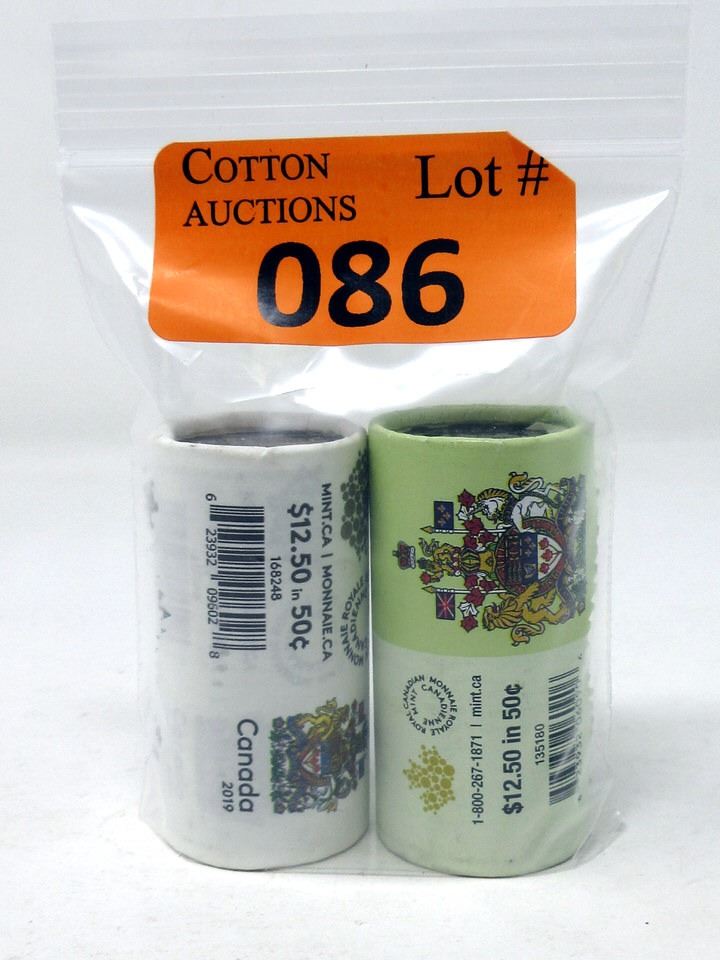 COTTON
AUCTIONS
Lot #
086
MINT.CA | MONNAIE.CA
$12.50 in 50¢
168248
6 23932 09602 8
Canada
2019
ROYAL CANADIAN MINT
MONNAIE ROYALE CANADIENNE
1-800-267-1871 | mint.ca
$12.50 in 50¢
135180